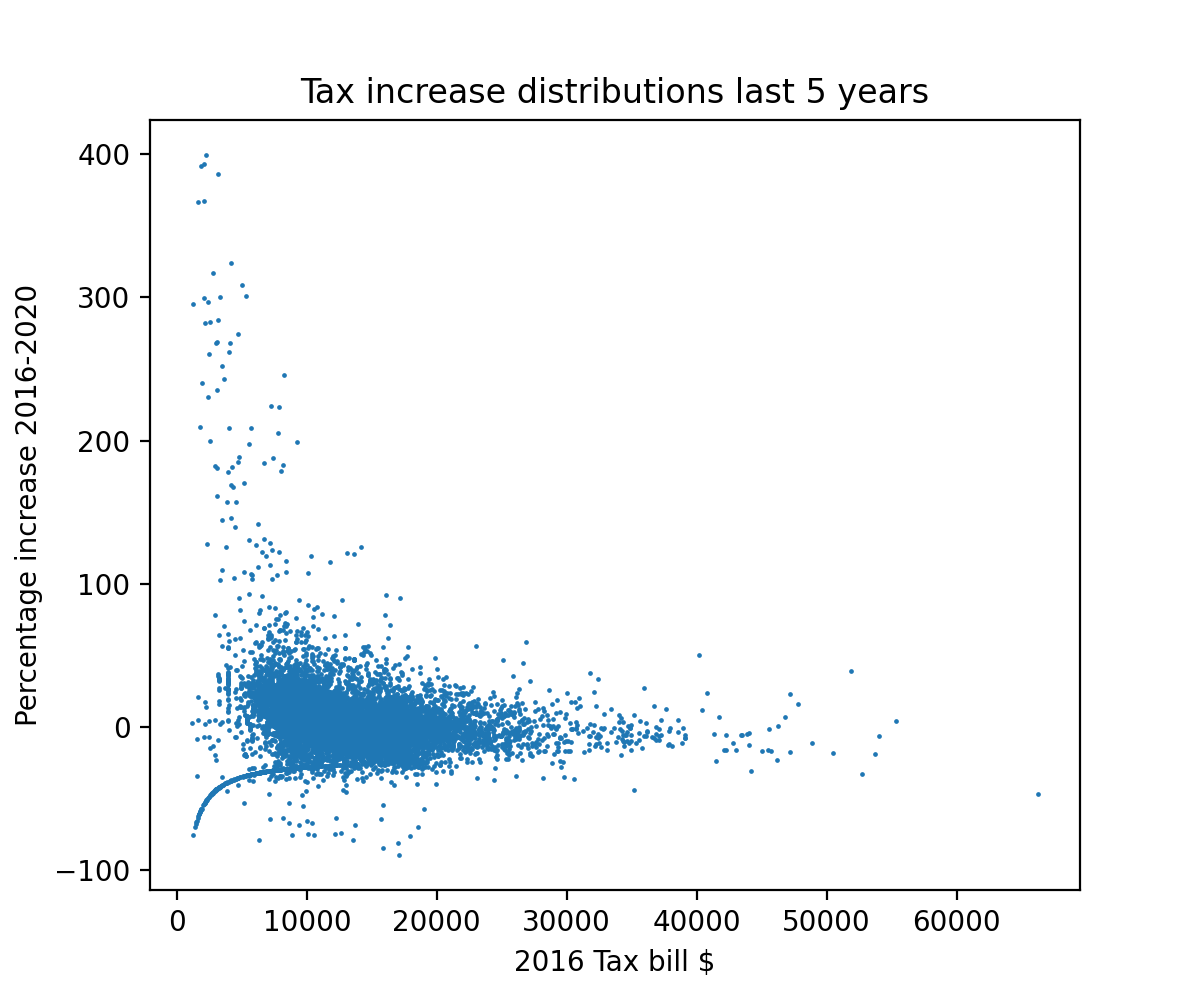 Tax increase distributions last 5 years
400
300
200
100
0
−100
Percentage increase 2016-2020
0 10000 20000 30000 40000 50000 60000
2016 Tax bill $